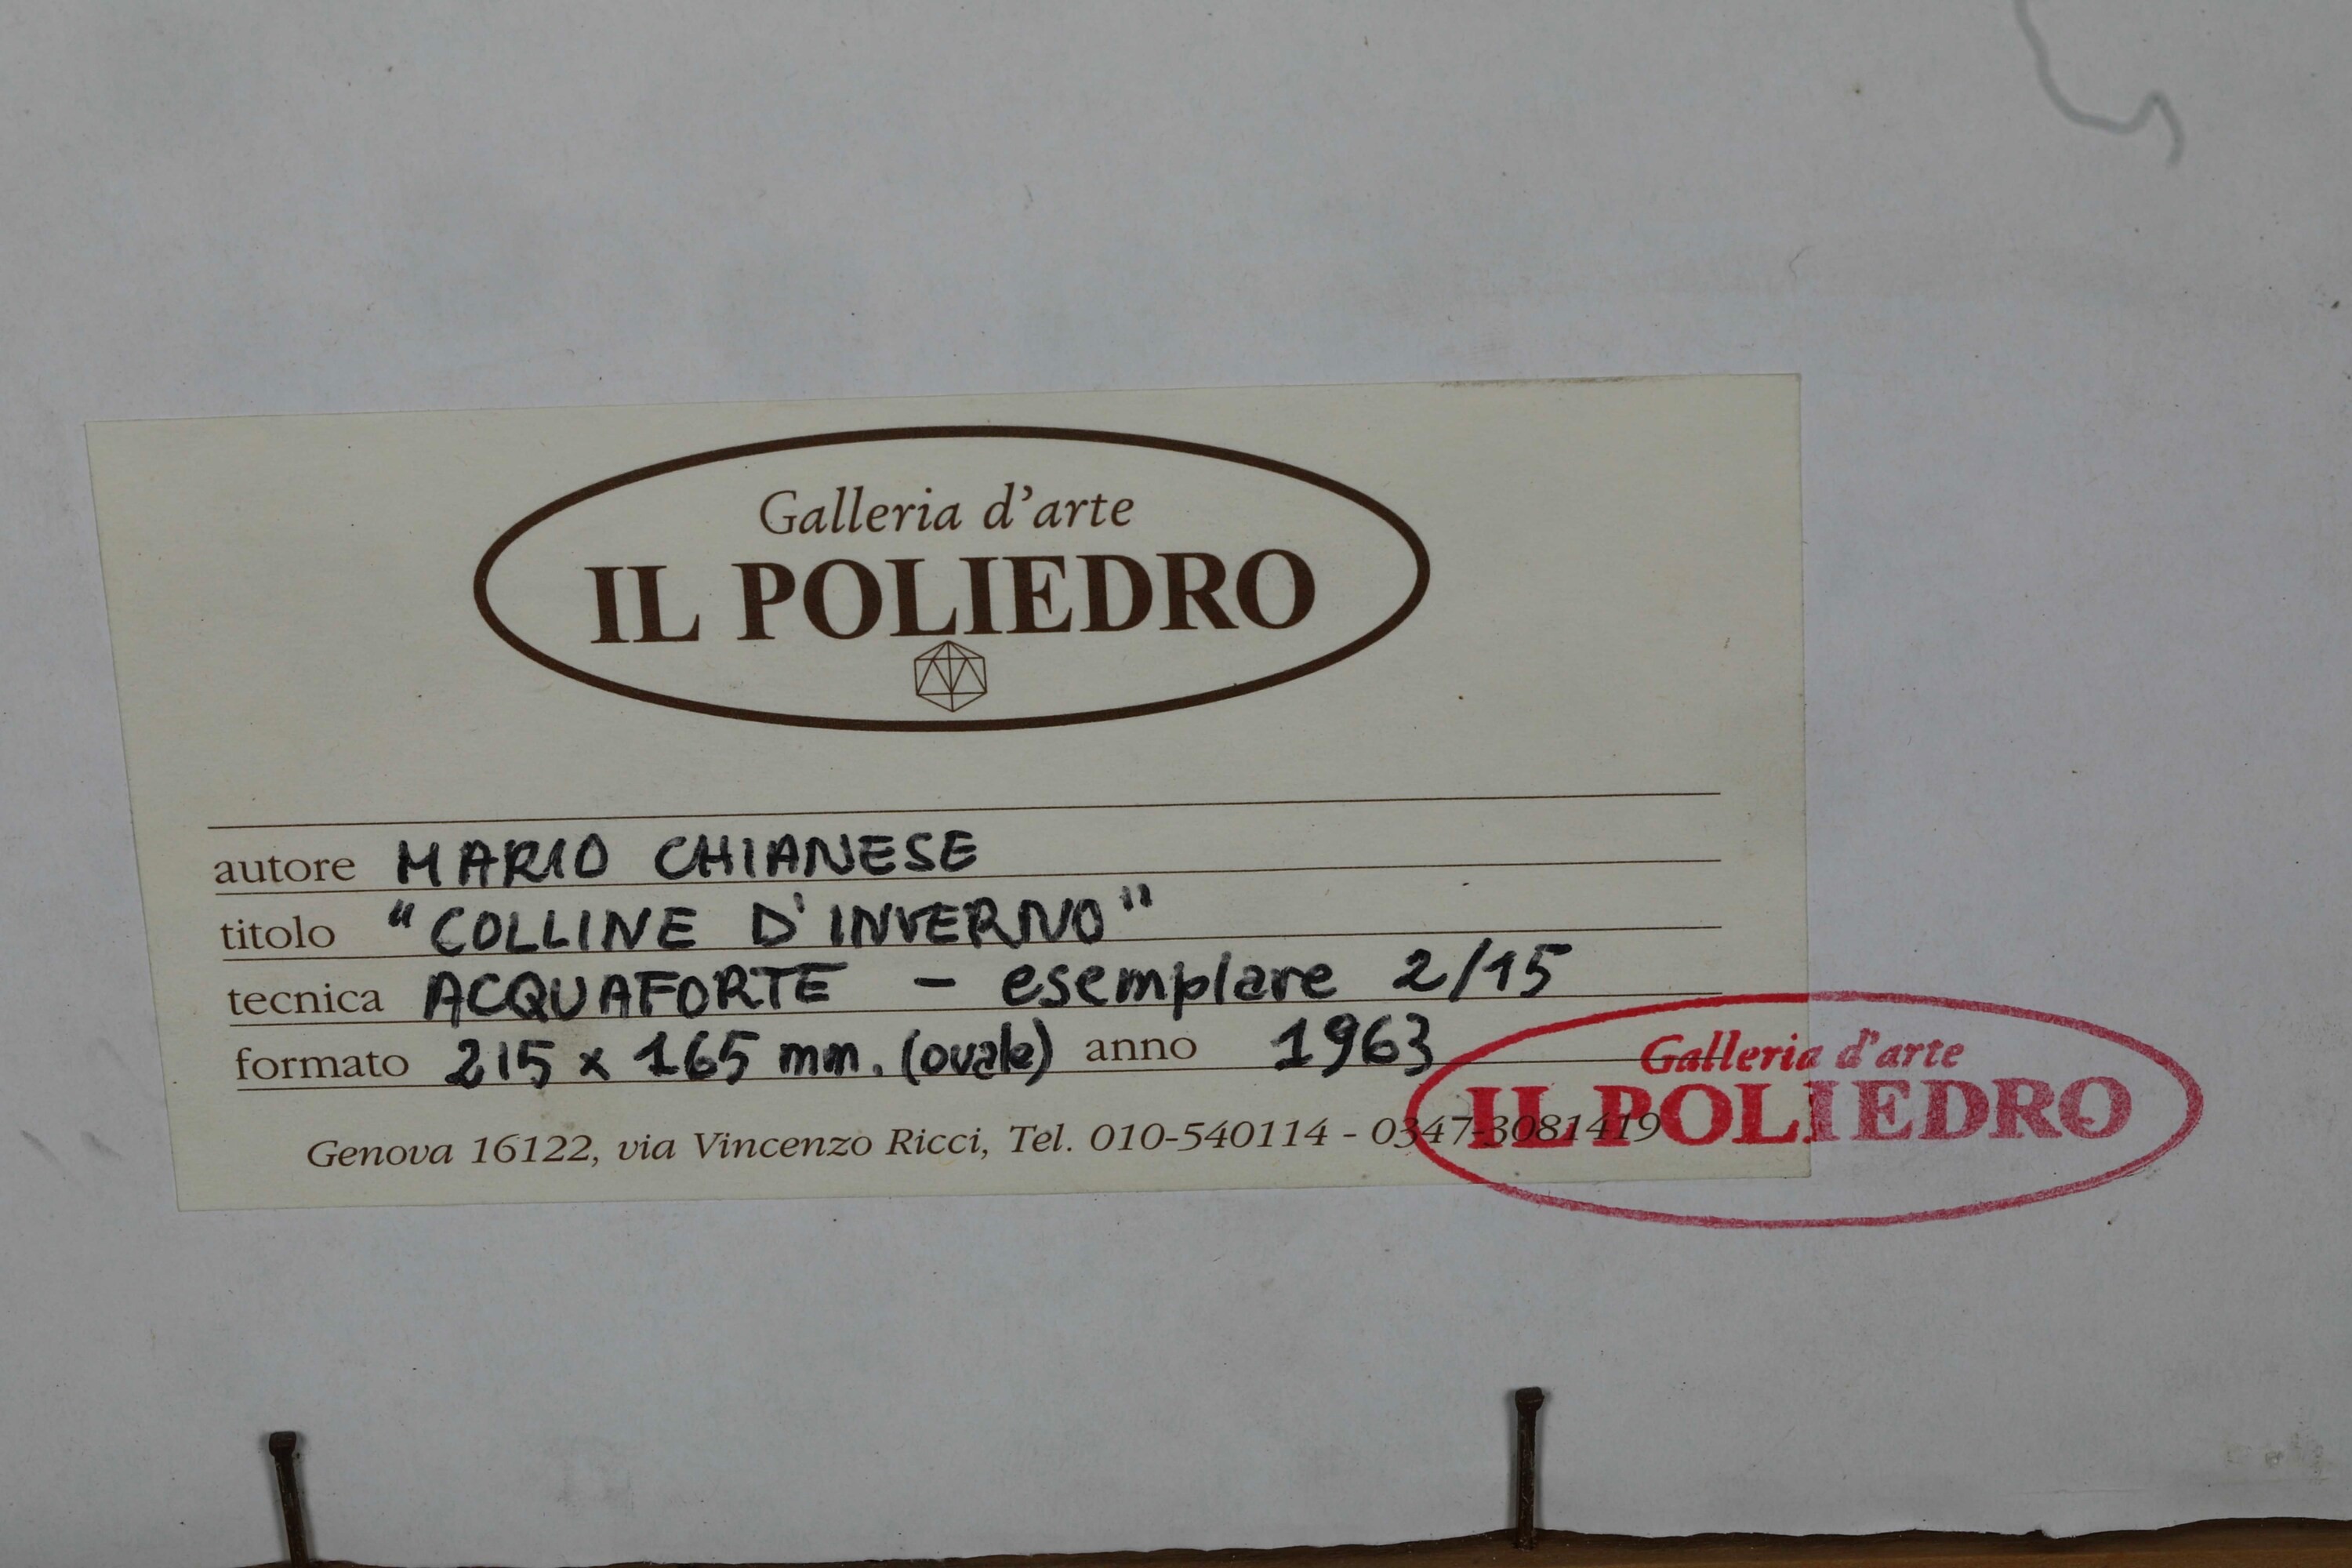 Galleria d'arte
IL POLIEDRO
autore MARIO CHIANESE
titolo "COLLINE D'INVERNO"
tecnica ACQUAFORTE - esemplare 2/15
formato 215 x 165 mm. (ovale) anno 1963
Genova 16122, via Vincenzo Ricci, Tel. 010-540114 - 0347-3081419
Galleria d'arte
IL POLIEDRO